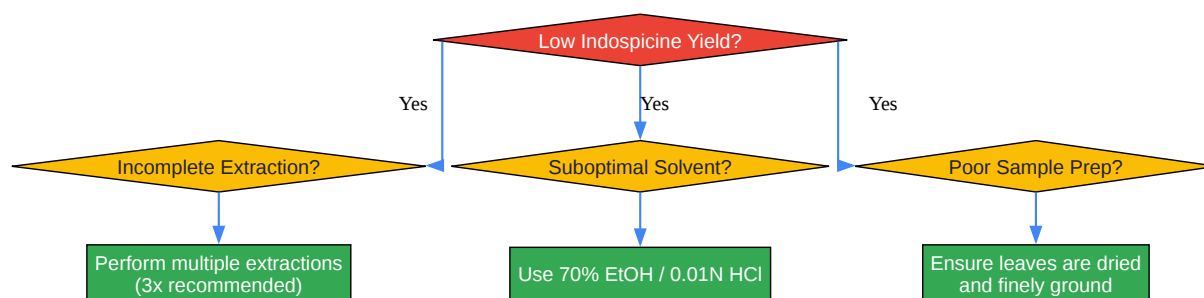 Low Indospicine Yield?
Yes
Yes
Yes
Incomplete Extraction?
Suboptimal Solvent?
Poor Sample Prep?
Perform multiple extractions
(3x recommended)
Use 70% EtOH / 0.01N HCl
Ensure leaves are dried
and finely ground